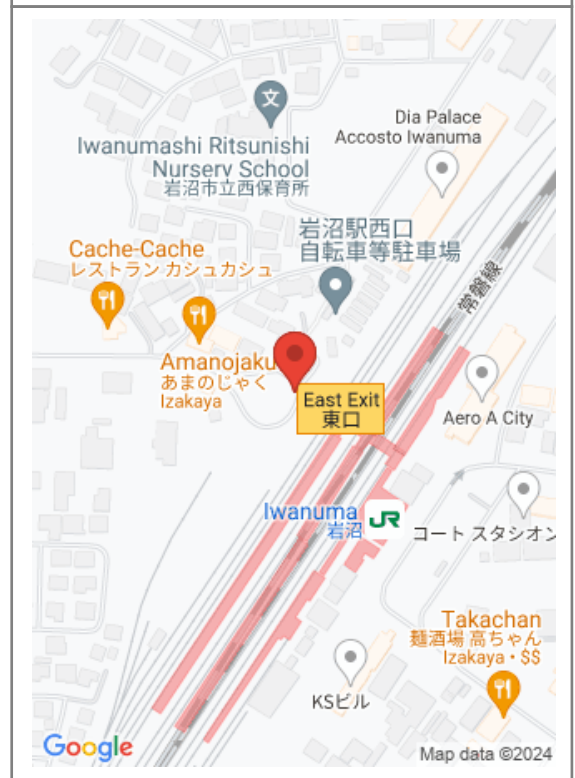 文
Dia Palace
Accosto Iwanuma
Iwanumashi Ritsunishi
Nursery School
岩沼市立西保育所
岩沼駅西口
自転車等駐車場
Cache-Cache
レストラン カシュカシュ
常磐線
Amanojaku
あまのじゃく
Izakaya
East Exit
東口
Aero A City
Iwanuma
岩沼
JR
コート スタシオン
Takachan
麺酒場 高ちゃん
Izakaya・$$
KSビル
Google
Map data ©2024